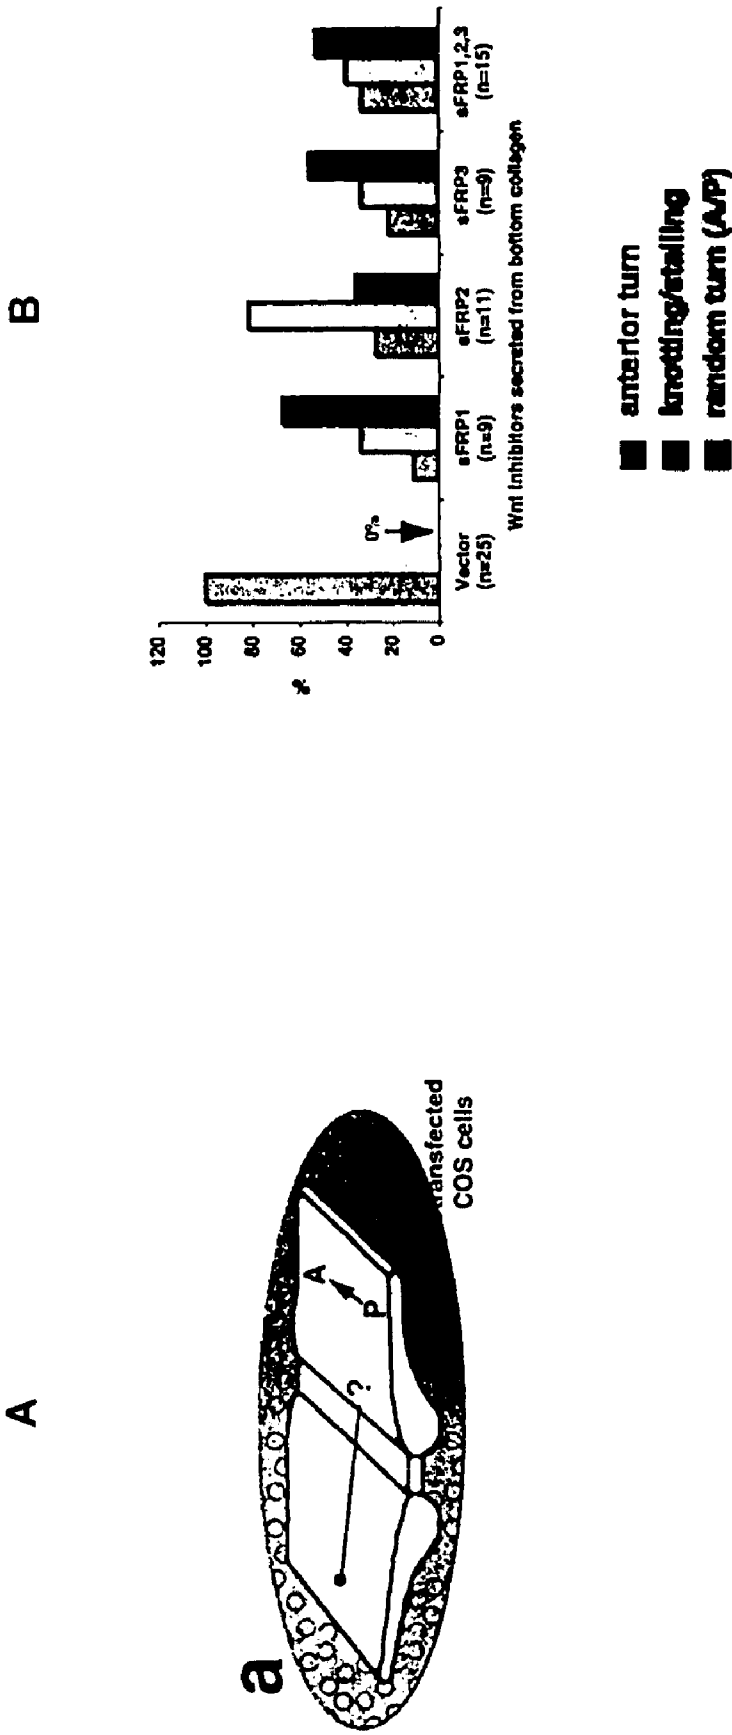 A
a
?
A
P
transfected
COS cells
B
120
100
80
60
40
20
0
%
0%
Vector
(n=25)
sFRP1
(n=9)
sFRP2
(n=11)
sFRP3
(n=9)
sFRP1,2,3
(n=15)
Wnt inhibitors secreted from bottom collagen
anterior turn
knotting/stalling
random turn (A/P)